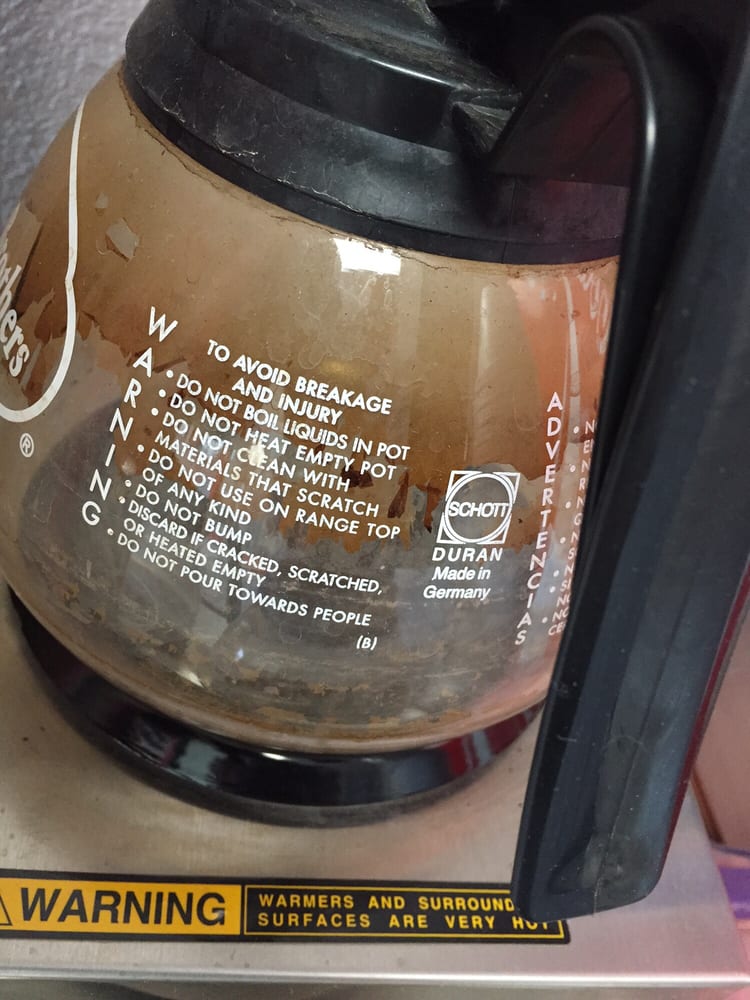 WARNING
TO AVOID BREAKAGE
AND INJURY
• DO NOT BOIL LIQUIDS IN POT
• DO NOT HEAT EMPTY POT
• DO NOT CLEAN WITH
MATERIALS THAT SCRATCH
• DO NOT USE ON RANGE TOP
OF ANY KIND
• DO NOT BUMP
• DISCARD IF CRACKED, SCRATCHED,
OR HEATED EMPTY
• DO NOT POUR TOWARDS PEOPLE
(B)
SCHOTT
DURAN
Made in
Germany
ADVERTENCIAS
®
WARNING
WARMERS AND SURROUND
SURFACES ARE VERY HOT